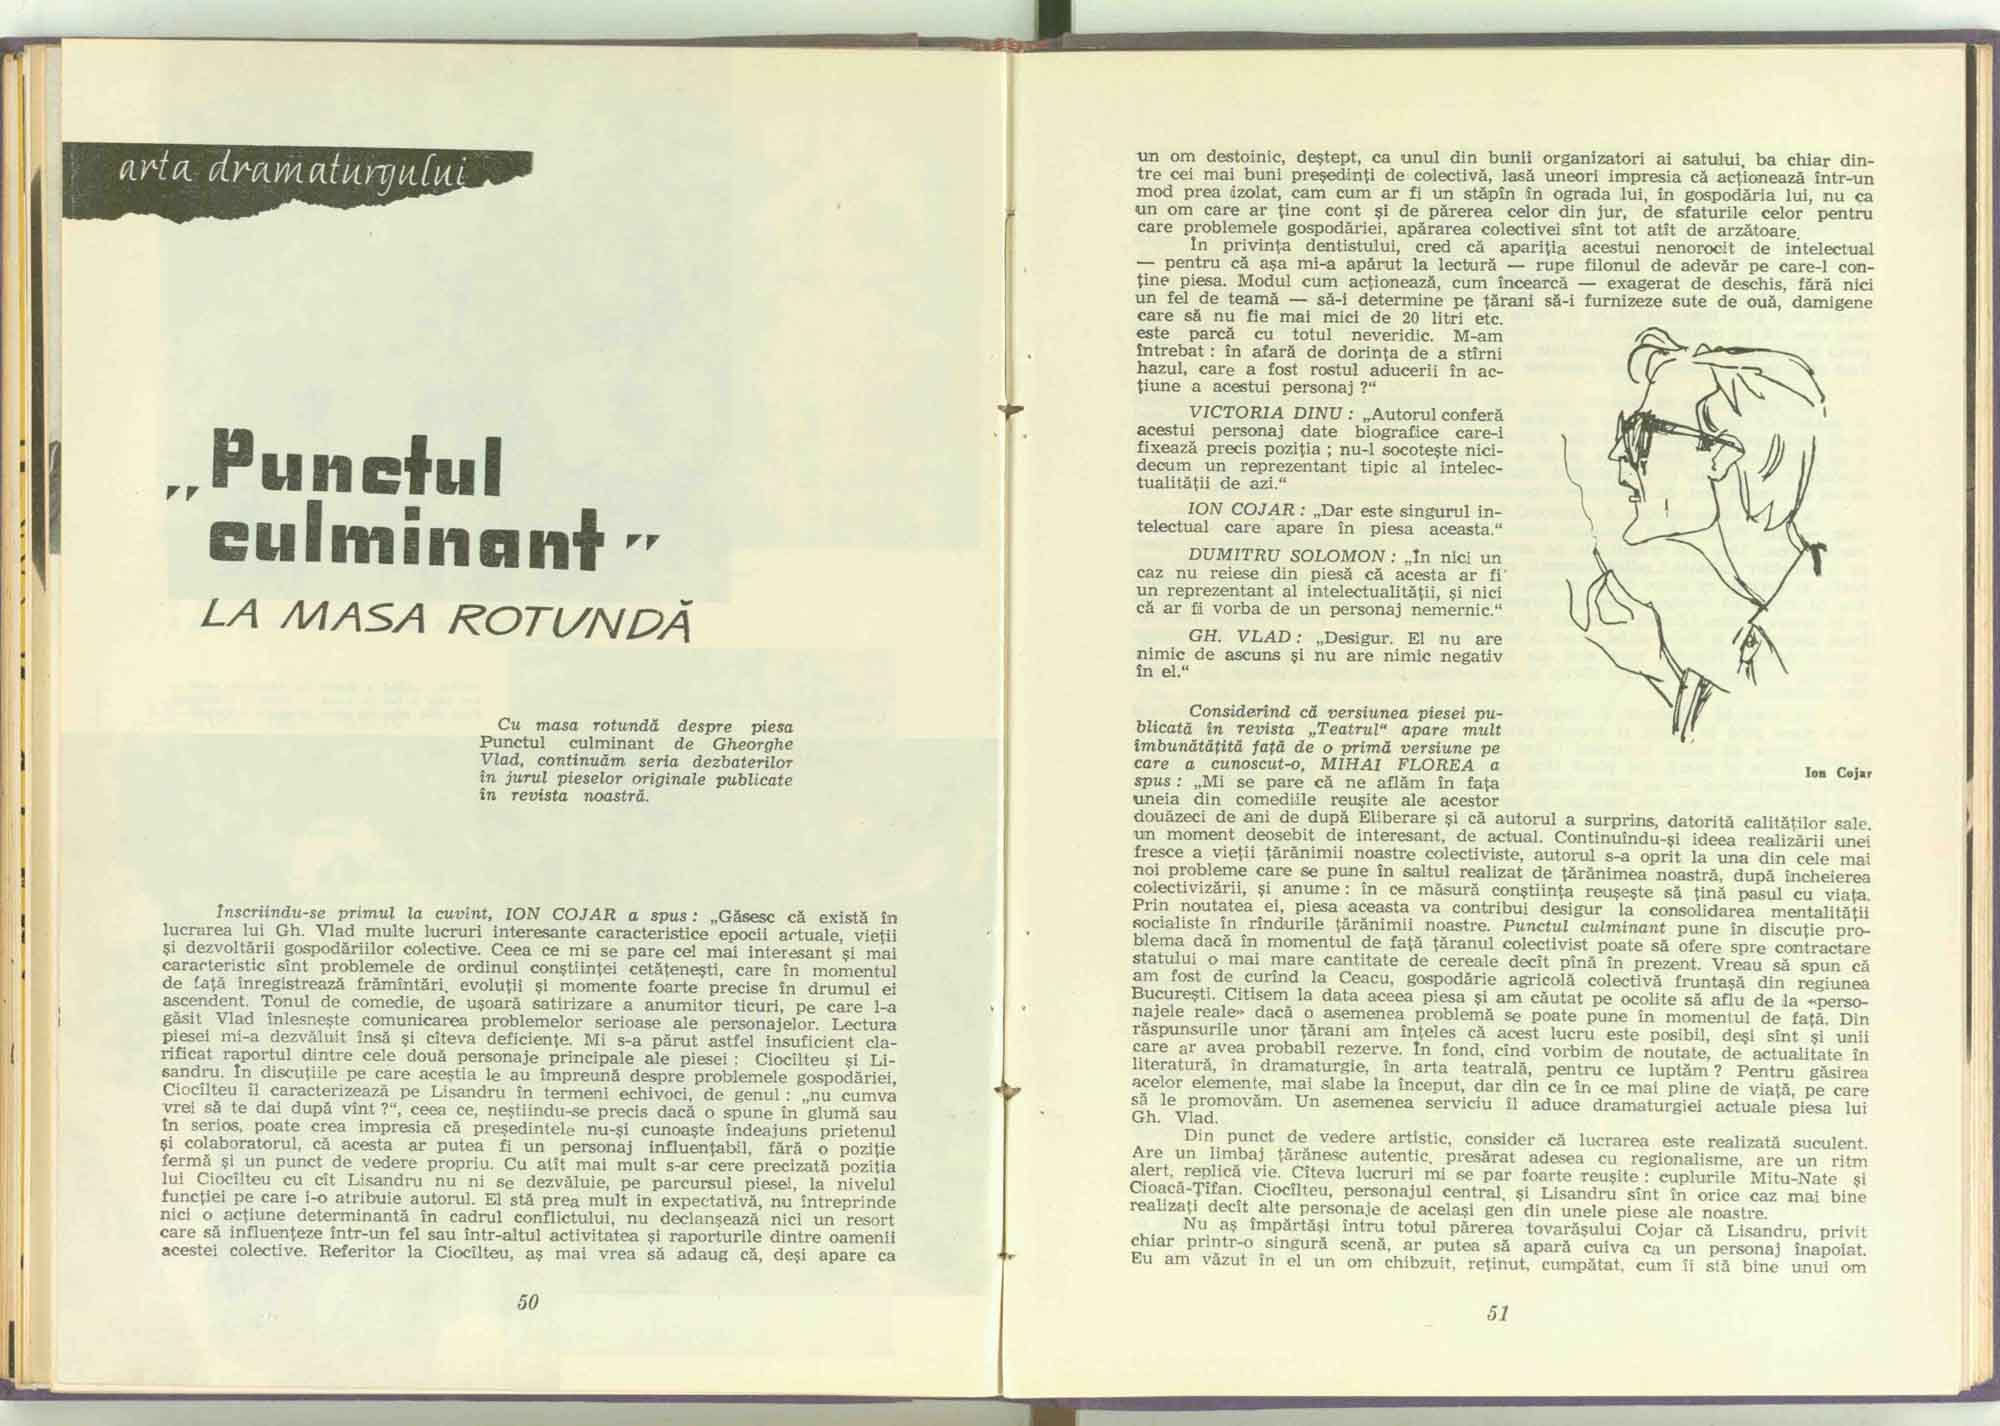 arta dramaturgului
„Punctul
culminant”
LA MASA ROTUNDĂ
Cu masa rotundă despre piesa
Punctul culminant de Gheorghe
Vlad, continuăm seria dezbaterilor
în jurul pieselor originale publicate
în revista noastră.
Înscriindu-se primul la cuvînt, ION COJAR a spus : „Găsesc că există în
lucrarea lui Gh. Vlad multe lucruri interesante caracteristice epocii actuale, vieții
și dezvoltării gospodăriilor colective. Ceea ce mi se pare cel mai interesant și mai
caracteristic sînt problemele de ordinul conștiinței cetățenești, care în momentul
de față înregistrează frămîntări, evoluții și momente foarte precise în drumul ei
ascendent. Tonul de comedie, de ușoară satirizare a anumitor ticuri, pe care l-a
găsit Vlad înlesnește comunicarea problemelor serioase ale personajelor. Lectura
piesei mi-a dezvăluit însă și cîteva deficiențe. Mi s-a părut astfel insuficient cla-
rificat raportul dintre cele două personaje principale ale piesei : Ciocîlteu și Li-
sandru. În discuțiile pe care aceștia le au împreună despre problemele gospodăriei,
Ciocîlteu îl caracterizează pe Lisandru în termeni echivoci, de genul : „nu cumva
vrei să te dai după vînt ?“, ceea ce, neștiindu-se precis dacă o spune în glumă sau
în serios, poate crea impresia că președintele nu-și cunoaște îndeajuns prietenul
și colaboratorul, că acesta ar putea fi un personaj influențabil, fără o poziție
fermă și un punct de vedere propriu. Cu atît mai mult s-ar cere precizată poziția
lui Ciocîlteu cu cît Lisandru nu ni se dezvăluie, pe parcursul piesei, la nivelul
funcției pe care i-o atribuie autorul. El stă prea mult in expectativă, nu întreprinde
nici o acțiune determinantă în cadrul conflictului, nu declanșează nici un resort
care să influențeze într-un fel sau într-altul activitatea și raporturile dintre oamenii
acestei colective. Referitor la Ciocîlteu, aș mai vrea să adaug că, deși apare ca
50
un om destoinic, deștept, ca unul din bunii organizatori ai satului, ba chiar din-
tre cei mai buni președinți de colectivă, lasă uneori impresia că acționează într-un
mod prea izolat, cam cum ar fi un stăpîn în ograda lui, în gospodăria lui, nu ca
un om care ar ține cont și de părerea celor din jur, de sfaturile celor pentru
care problemele gospodăriei, apărarea colectivei sînt tot atît de arzătoare.
In privința dentistului, cred că apariția acestui nenorocit de intelectual
— pentru că așa mi-a apărut la lectură — rupe filonul de adevăr pe care-l con-
ține piesa. Modul cum acționează, cum încearcă — exagerat de deschis, fără nici
un fel de teamă — să-i determine pe țărani să-i furnizeze sute de ouă, damigene
care să nu fie mai mici de 20 litri etc.
este parcă cu totul neveridic. M-am
întrebat : în afară de dorința de a stîrni
hazul, care a fost rostul aducerii în ac-
țiune a acestui personaj ?“
VICTORIA DINU : „Autorul conferă
acestui personaj date biografice care-i
fixează precis poziția ; nu-l socotește nici-
decum un reprezentant tipic al intelec-
tualității de azi.“
ION COJAR : „Dar este singurul in-
telectual care apare în piesa aceasta.“
DUMITRU SOLOMON : „În nici un
caz nu reiese din piesă că acesta ar fi
un reprezentant al intelectualității, și nici
că ar fi vorba de un personaj nemernic.“
GH. VLAD : „Desigur. El nu are
nimic de ascuns și nu are nimic negativ
în el.“
Considerînd că versiunea piesei pu-
blicată în revista „Teatrul“ apare mult
îmbunătățită față de o primă versiune pe
care a cunoscut-o, MIHAI FLOREA a
spus : „Mi se pare că ne aflăm în fața
uneia din comediile reușite ale acestor
douăzeci de ani de după Eliberare și că autorul a surprins, datorită calităților sale,
un moment deosebit de interesant, de actual. Continuîndu-și ideea realizării unei
fresce a vieții țărănimii noastre colectiviste, autorul s-a oprit la una din cele mai
noi probleme care se pune în saltul realizat de țărănimea noastră, după încheierea
colectivizării, și anume : în ce măsură conștiința reușește să țină pasul cu viața.
Prin noutatea ei, piesa aceasta va contribui desigur la consolidarea mentalității
socialiste în rîndurile țărănimii noastre. Punctul culminant pune în discuție pro-
blema dacă în momentul de față țăranul colectivist poate să ofere spre contractare
statului o mai mare cantitate de cereale decît pînă în prezent. Vreau să spun că
am fost de curînd la Ceacu, gospodărie agricolă colectivă fruntașă din regiunea
București. Citisem la data aceea piesa și am căutat pe ocolite să aflu de la «perso-
najele reale» dacă o asemenea problemă se poate pune în momentul de față. Din
răspunsurile unor țărani am înțeles că acest lucru este posibil, deși sînt și unii
care ar avea probabil rezerve. În fond, cînd vorbim de noutate, de actualitate în
literatură, în dramaturgie, în arta teatrală, pentru ce luptăm ? Pentru găsirea
acelor elemente, mai slabe la început, dar din ce în ce mai pline de viață, pe care
să le promovăm. Un asemenea serviciu îl aduce dramaturgiei actuale piesa lui
Gh. Vlad.
Din punct de vedere artistic, consider că lucrarea este realizată suculent.
Are un limbaj țărănesc autentic, presărat adesea cu regionalisme, are un ritm
alert, replică vie. Cîteva lucruri mi se par foarte reușite : cuplurile Mitu-Nate și
Cioacă-Țîfan. Ciocîlteu, personajul central, și Lisandru sînt în orice caz mai bine
realizați decît alte personaje de același gen din unele piese ale noastre.
Nu aș împărtăși întru totul părerea tovarășului Cojar că Lisandru, privit
chiar printr-o singură scenă, ar putea să apară cuiva ca un personaj înapoiat.
Eu am văzut în el un om chibzuit, reținut, cumpătat, cum îi stă bine unui om
Ion Cojar
51